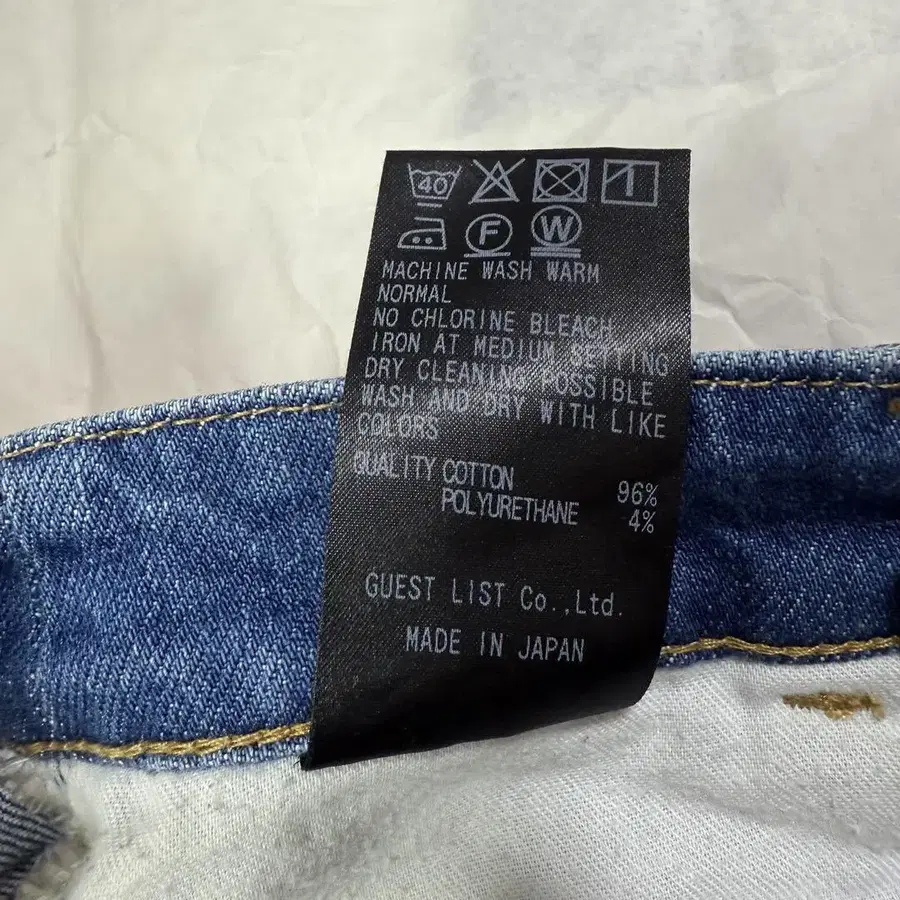 40
F W
MACHINE WASH WARM
NORMAL
NO CHLORINE BLEACH
IRON AT MEDIUM SETTING
DRY CLEANING POSSIBLE
WASH AND DRY WITH LIKE
COLORS
QUALITY COTTON 96%
POLYURETHANE 4%
GUEST LIST Co.,Ltd.
MADE IN JAPAN